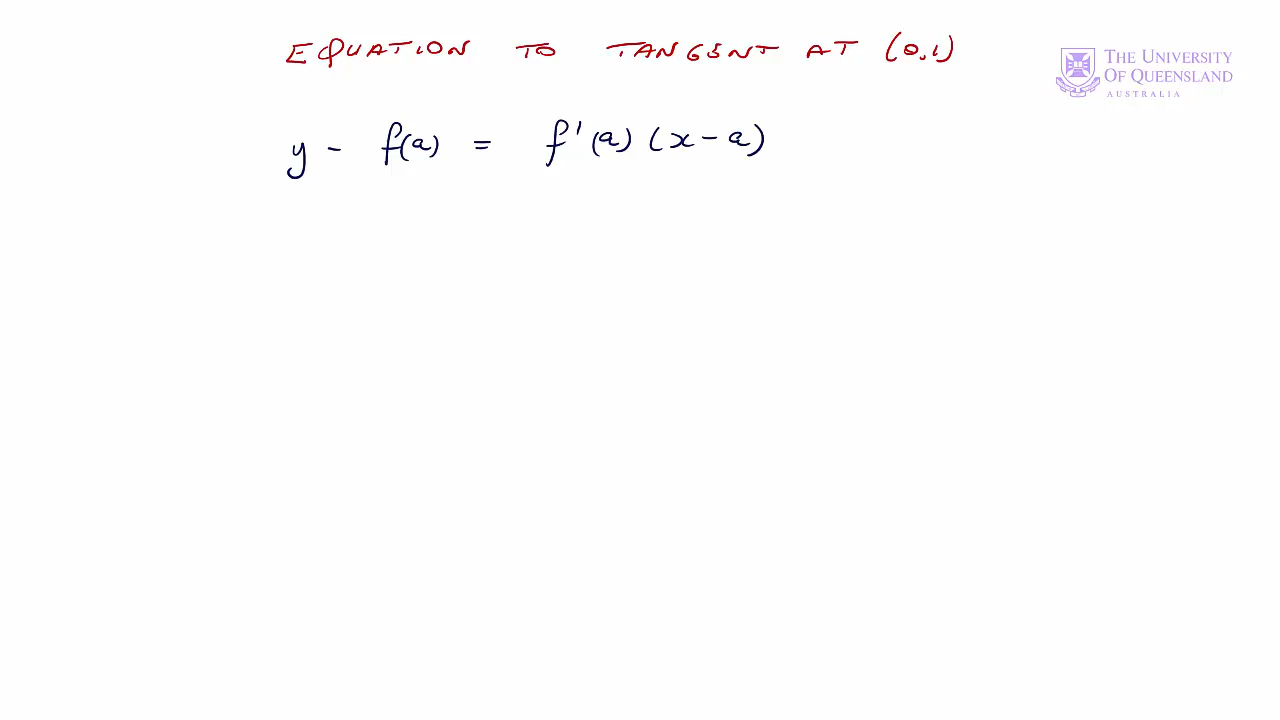 EQUATION TO TANGENT AT (0,1)
THE UNIVERSITY
OF QUEENSLAND
AUSTRALIA
y - f(a) = f'(a) (x - a)